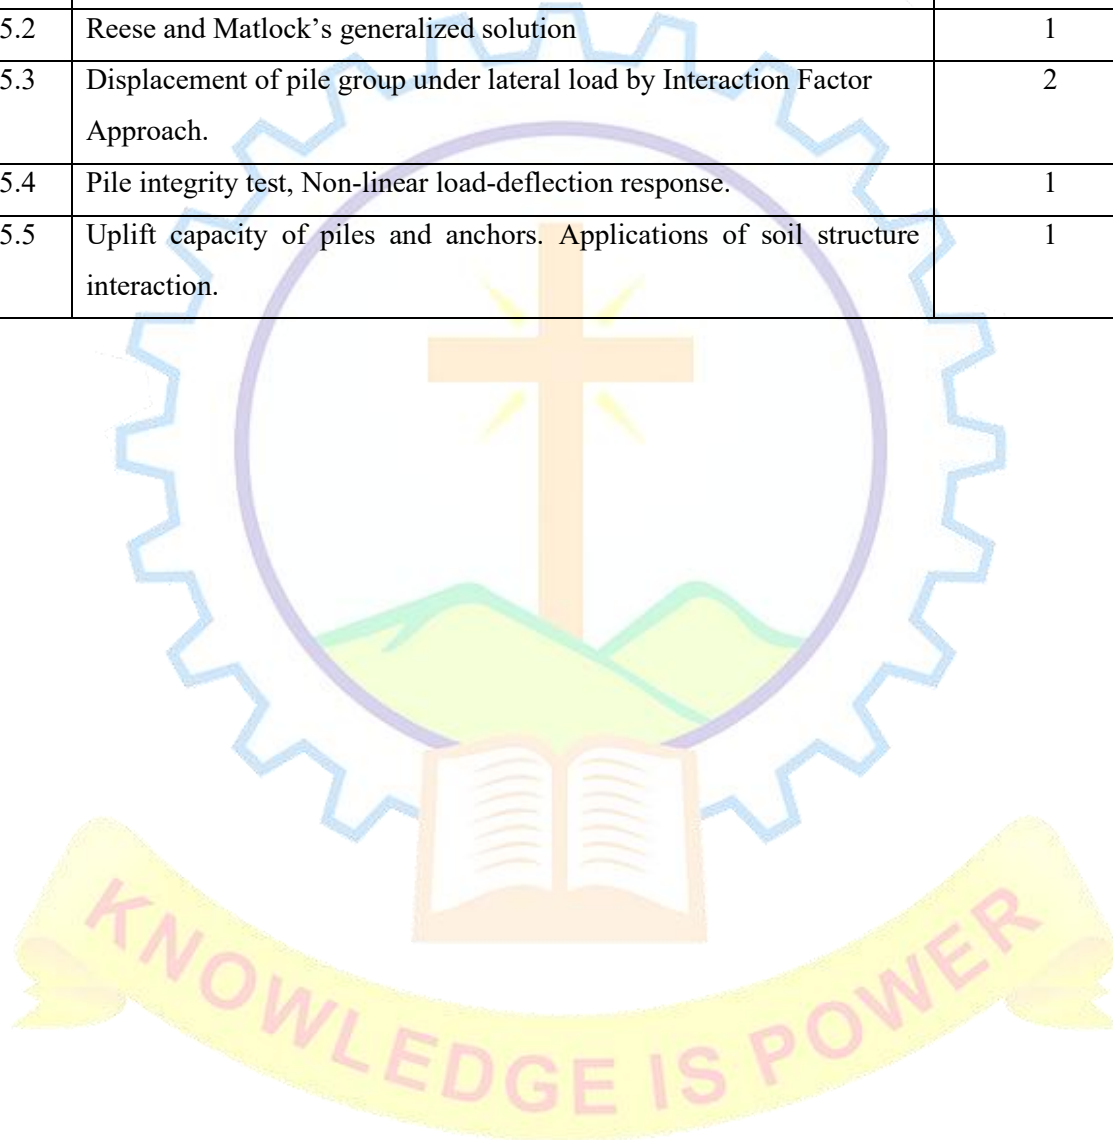 5.2 Reese and Matlock’s generalized solution 1
5.3 Displacement of pile group under lateral load by Interaction Factor 2
Approach.
5.4 Pile integrity test, Non-linear load-deflection response. 1
5.5 Uplift capacity of piles and anchors. Applications of soil structure 1
interaction.
KNOWLEDGE IS POWER